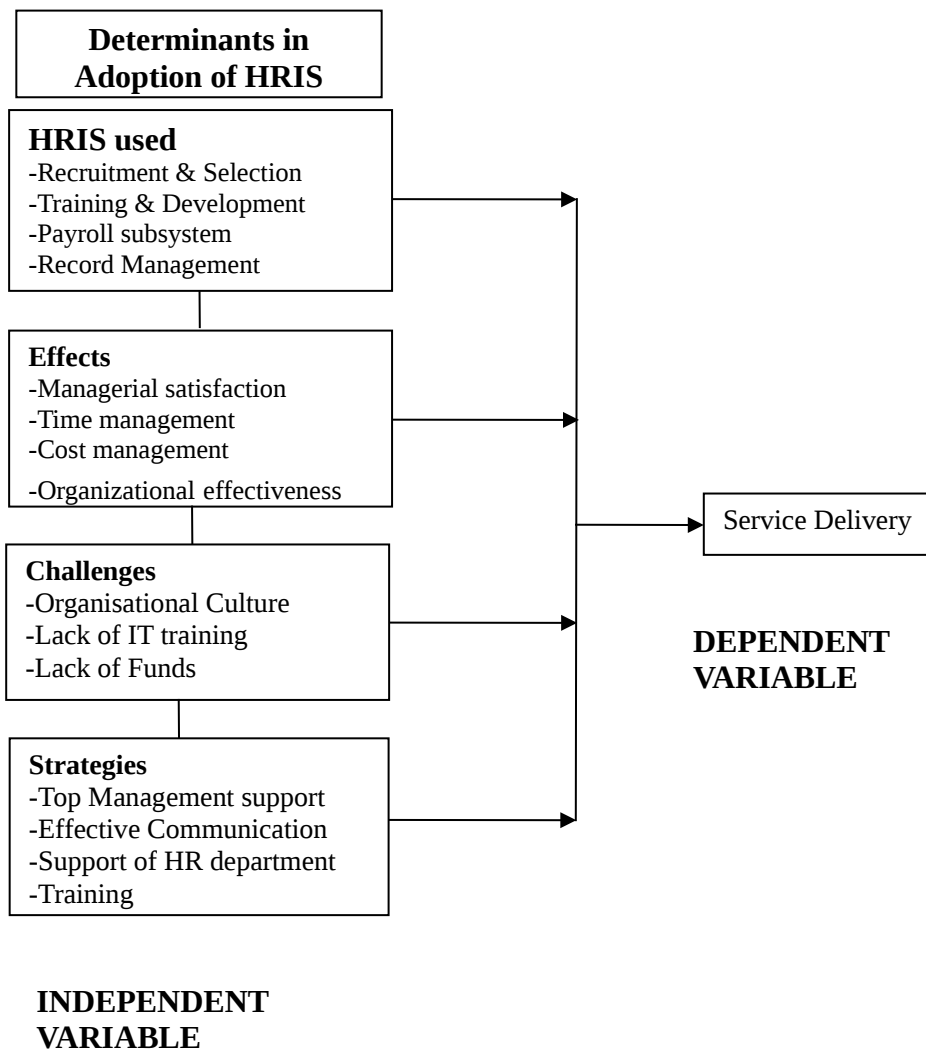 Determinants in
Adoption of HRIS
HRIS used
-Recruitment & Selection
-Training & Development
-Payroll subsystem
-Record Management
Effects
-Managerial satisfaction
-Time management
-Cost management
-Organizational effectiveness
Challenges
-Organisational Culture
-Lack of IT training
-Lack of Funds
Strategies
-Top Management support
-Effective Communication
-Support of HR department
-Training
INDEPENDENT
VARIABLE
Service Delivery
DEPENDENT
VARIABLE